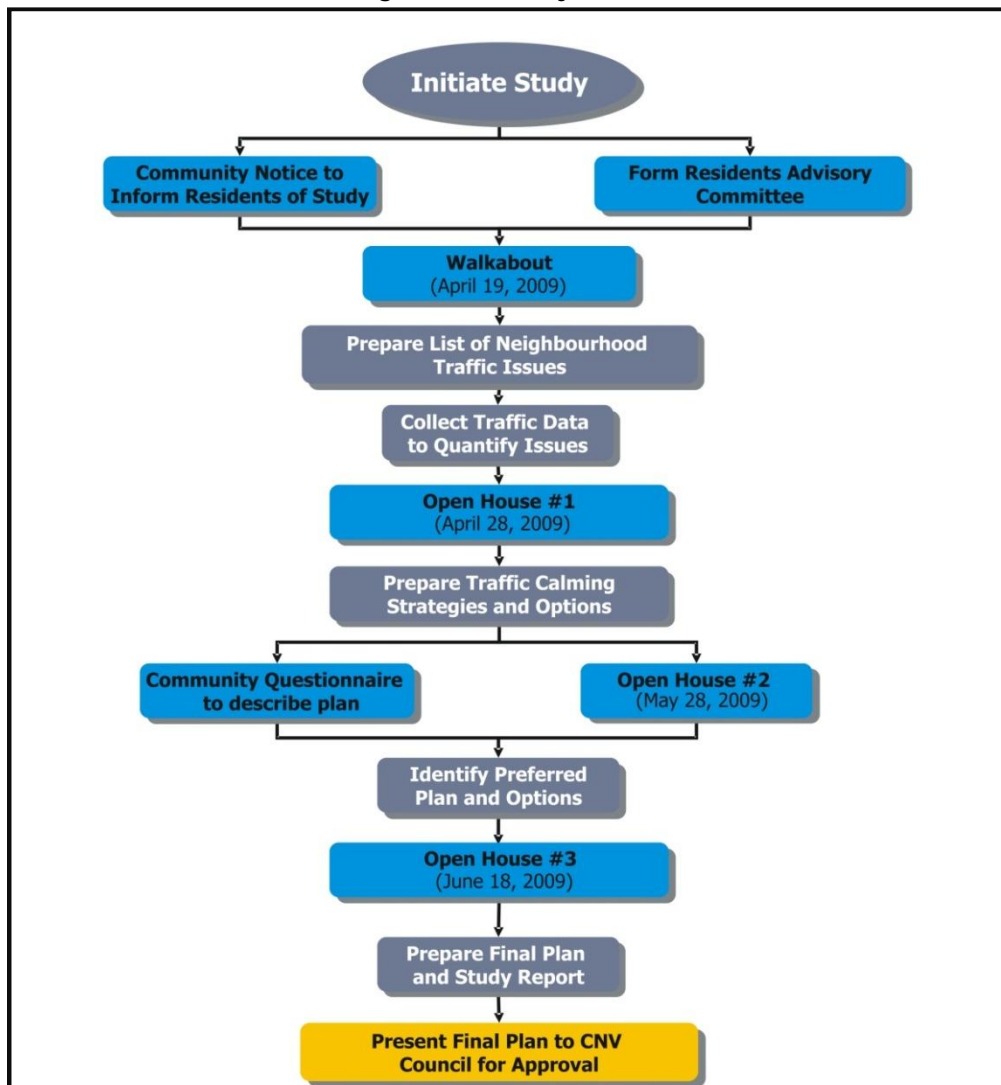 Initiate Study
Community Notice to
Inform Residents of Study
Form Residents Advisory
Committee
Walkabout
(April 19, 2009)
Prepare List of Neighbourhood
Traffic Issues
Collect Traffic Data
to Quantify Issues
Open House #1
(April 28, 2009)
Prepare Traffic Calming
Strategies and Options
Community Questionnaire
to describe plan
Open House #2
(May 28, 2009)
Identify Preferred
Plan and Options
Open House #3
(June 18, 2009)
Prepare Final Plan
and Study Report
Present Final Plan to CNV
Council for Approval